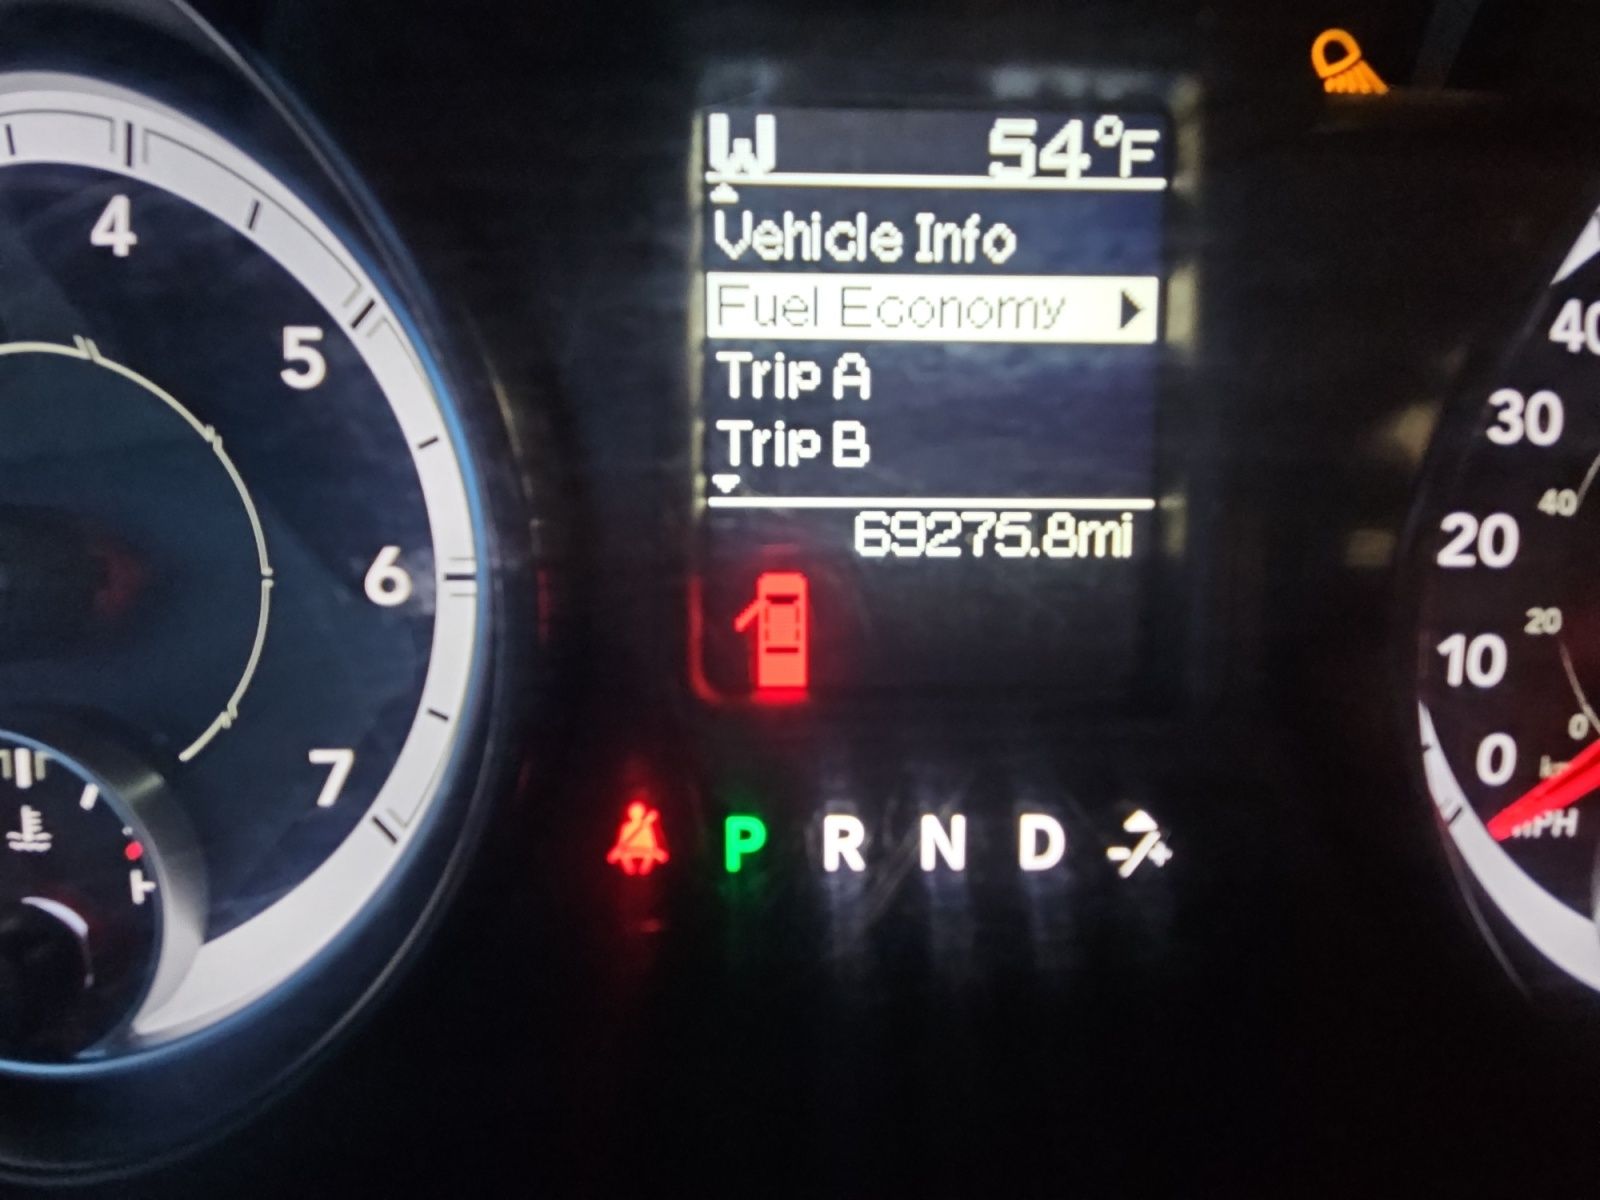 W 54°F
Vehicle Info
Fuel Economy
Trip A
Trip B
69275.8mi
P R N D -/+
4
5
6
7
H
40
30
20
10
0
40
20
0
MPH